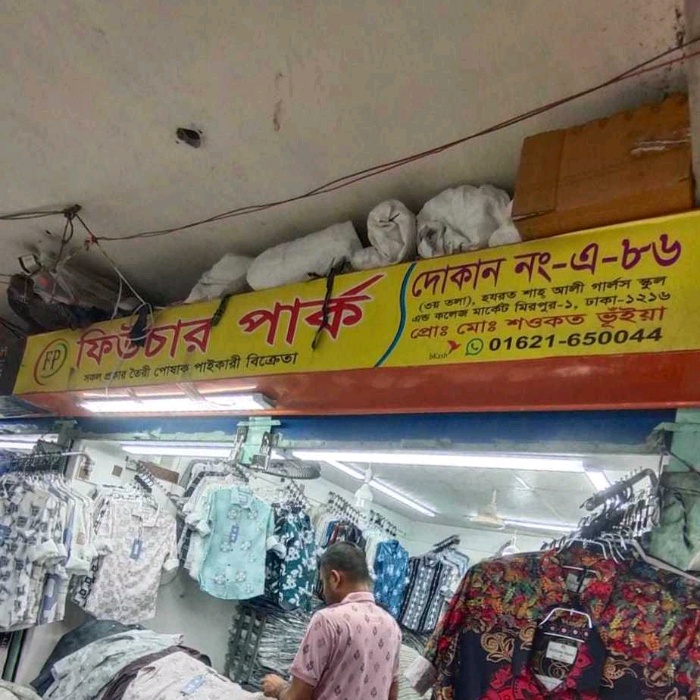 FP
ফিউচার পার্ক
সকল প্রকার তৈরী পোষাক পাইকারী বিক্রেতা
দোকান নং-এ-৮৬
(৩য় তলা), হযরত শাহ্ আলী গার্লস স্কুল
এন্ড কলেজ মার্কেট মিরপুর-১, ঢাকা-১২১৬
প্রোঃ মোঃ শওকত ভূঁইয়া
bKash 01621-650044